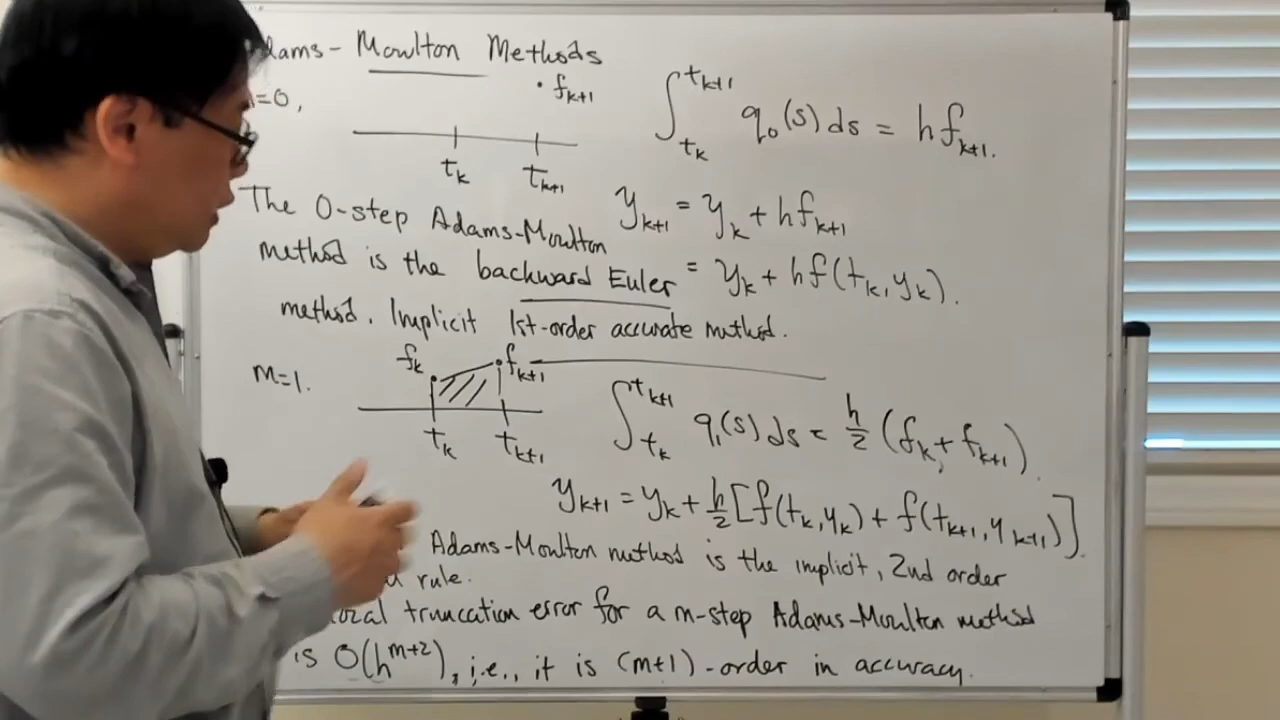 dams-Moulton Methods
=0,
f_{k+1}
t_k t_{k+1}
∫_{t_k}^{t_{k+1}} q_0(s) ds = h f_{k+1}.
The 0-step Adams-Moulton
y_{k+1} = y_k + h f_{k+1}
method is the backward Euler
= y_k + h f(t_k, y_k).
method. Implicit 1st-order accurate method.
m=1.
f_k f_{k+1}
t_k t_{k+1}
∫_{t_k}^{t_{k+1}} q_1(s) ds = h/2 (f_k + f_{k+1}).
y_{k+1} = y_k + h/2 [f(t_k, y_k) + f(t_{k+1}, y_{k+1})].
Adams-Moulton method is the implicit, 2nd order
rule.
local truncation error for a m-step Adams-Moulton method
is O(h^{m+2}), i.e., it is (m+1)-order in accuracy.